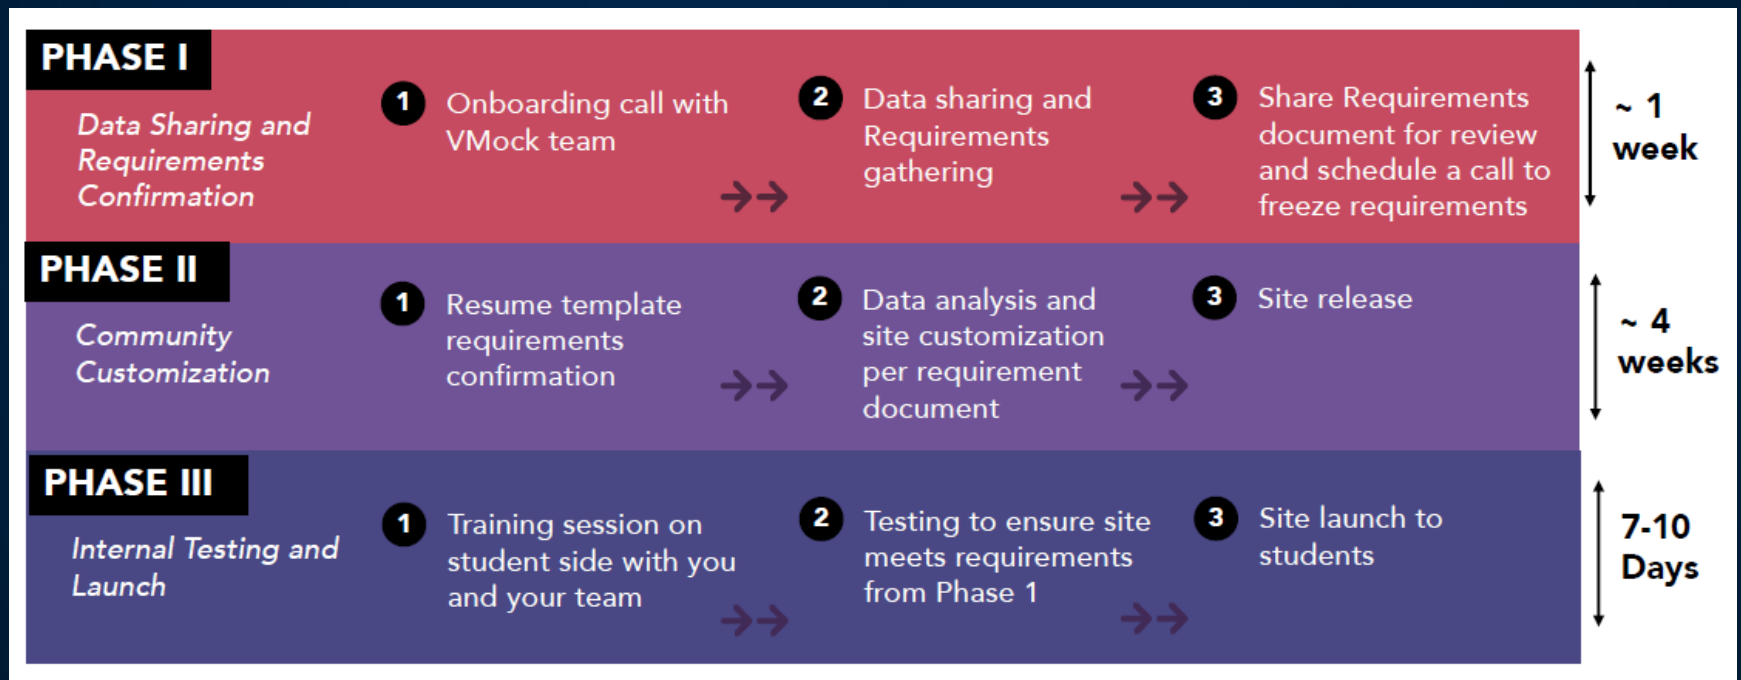 PHASE I
Data Sharing and
Requirements
Confirmation
1
Onboarding call with
VMock team
2
Data sharing and
Requirements
gathering
3
Share Requirements
document for review
and schedule a call to
freeze requirements
~ 1
week
PHASE II
Community
Customization
1
Resume template
requirements
confirmation
2
Data analysis and
site customization
per requirement
document
3
Site release
~ 4
weeks
PHASE III
Internal Testing and
Launch
1
Training session on
student side with you
and your team
2
Testing to ensure site
meets requirements
from Phase 1
3
Site launch to
students
7-10
Days